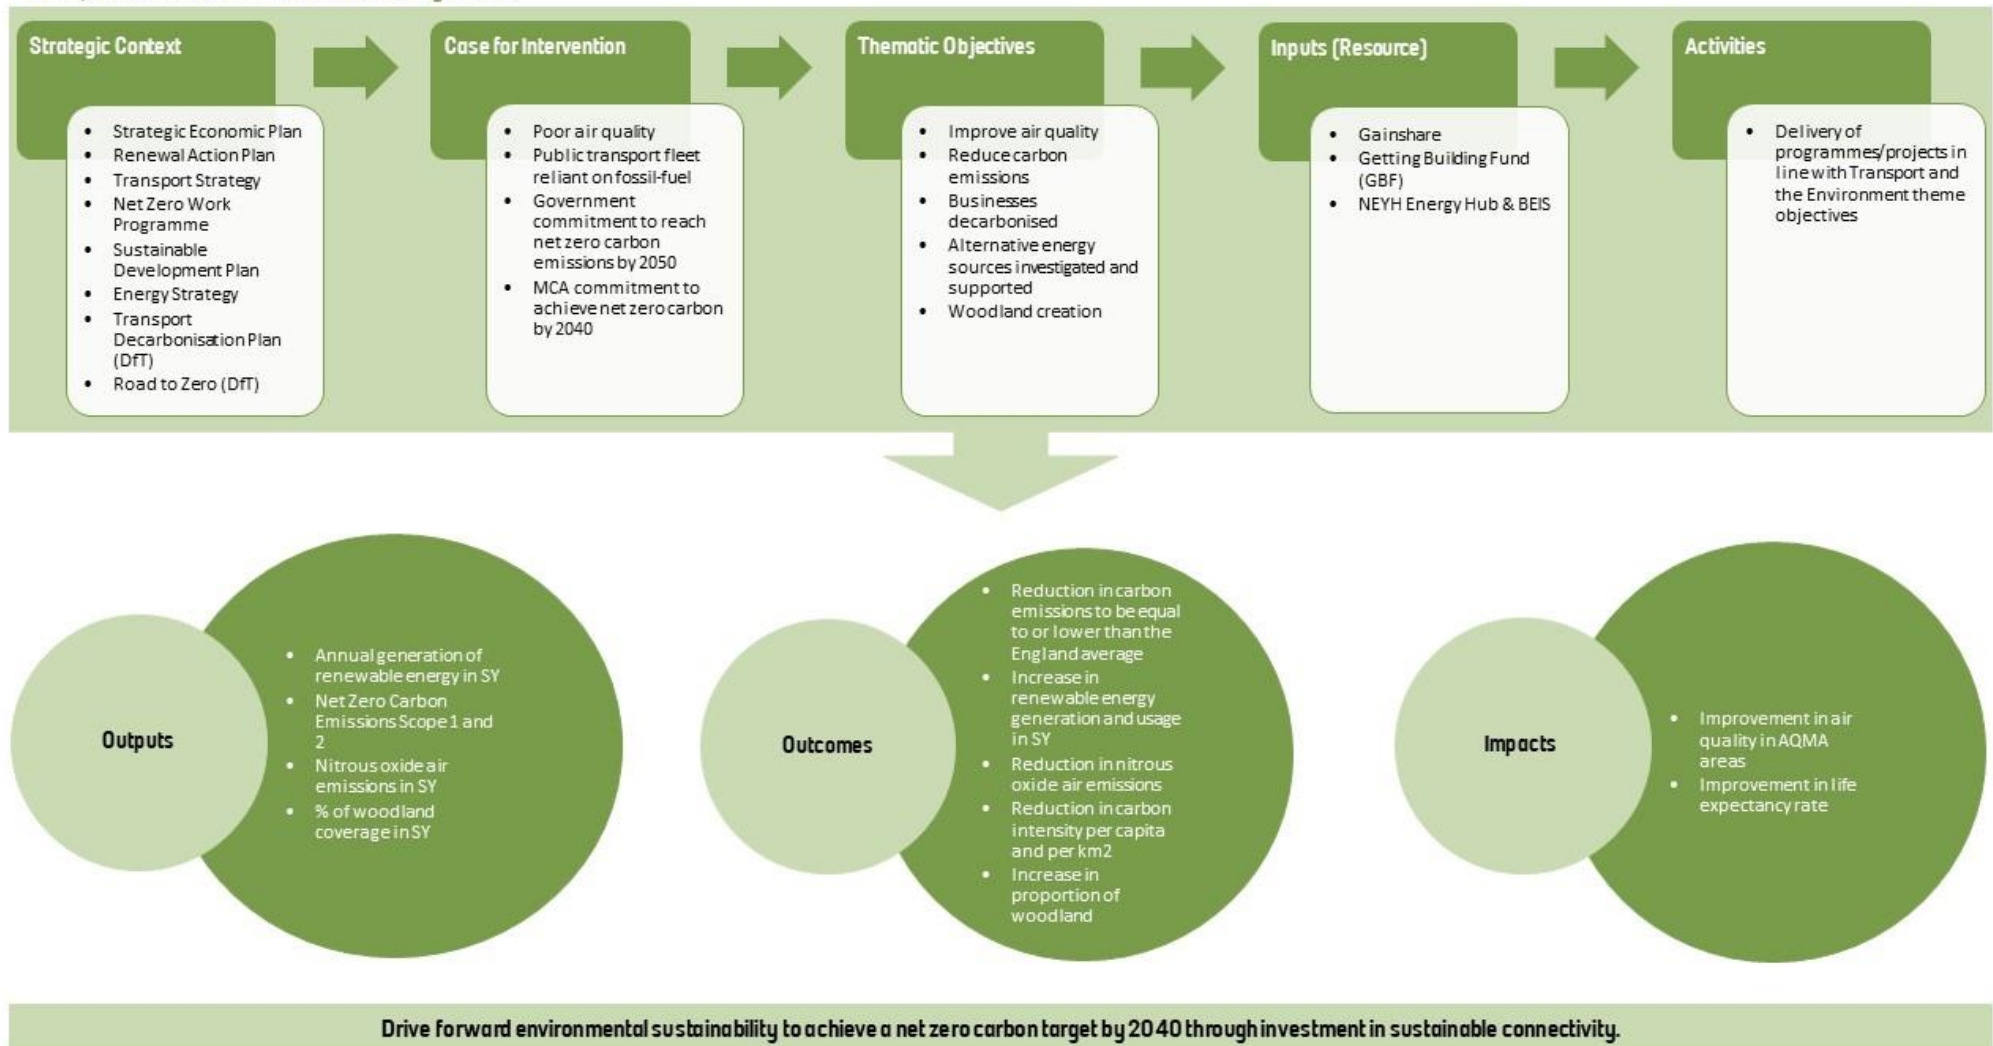 Strategic Context
• Strategic Economic Plan
• Renewal Action Plan
• Transport Strategy
• Net Zero Work
Programme
• Sustainable
Development Plan
• Energy Strategy
• Transport
Decarbonisation Plan
(DfT)
• Road to Zero (DfT)
Case for Intervention
• Poor air quality
• Public transport fleet
reliant on fossil-fuel
• Government
commitment to reach
net zero carbon
emissions by 2050
• MCA commitment to
achieve net zero carbon
by 2040
Thematic Objectives
• Improve air quality
• Reduce carbon
emissions
• Businesses
decarbonised
• Alternative energy
sources investigated and
supported
• Woodland creation
Inputs (Resource)
• Gainshare
• Getting Building Fund
(GBF)
• NEYH Energy Hub & BEIS
Activities
• Delivery of
programmes/projects in
line with Transport and
the Environment theme
objectives
Outputs
• Annual generation of
renewable energy in SY
• Net Zero Carbon
Emissions Scope 1 and
2
• Nitrous oxide air
emissions in SY
• % of woodland
coverage in SY
Outcomes
• Reduction in carbon
emissions to be equal
to or lower than the
England average
• Increase in
renewable energy
generation and usage
in SY
• Reduction in nitrous
oxide air emissions
• Reduction in carbon
intensity per capita
and per km2
• Increase in
proportion of
woodland
Impacts
• Improvement in air
quality in AQMA
areas
• Improvement in life
expectancy rate
Drive forward environmental sustainability to achieve a net zero carbon target by 2040 through investment in sustainable connectivity.